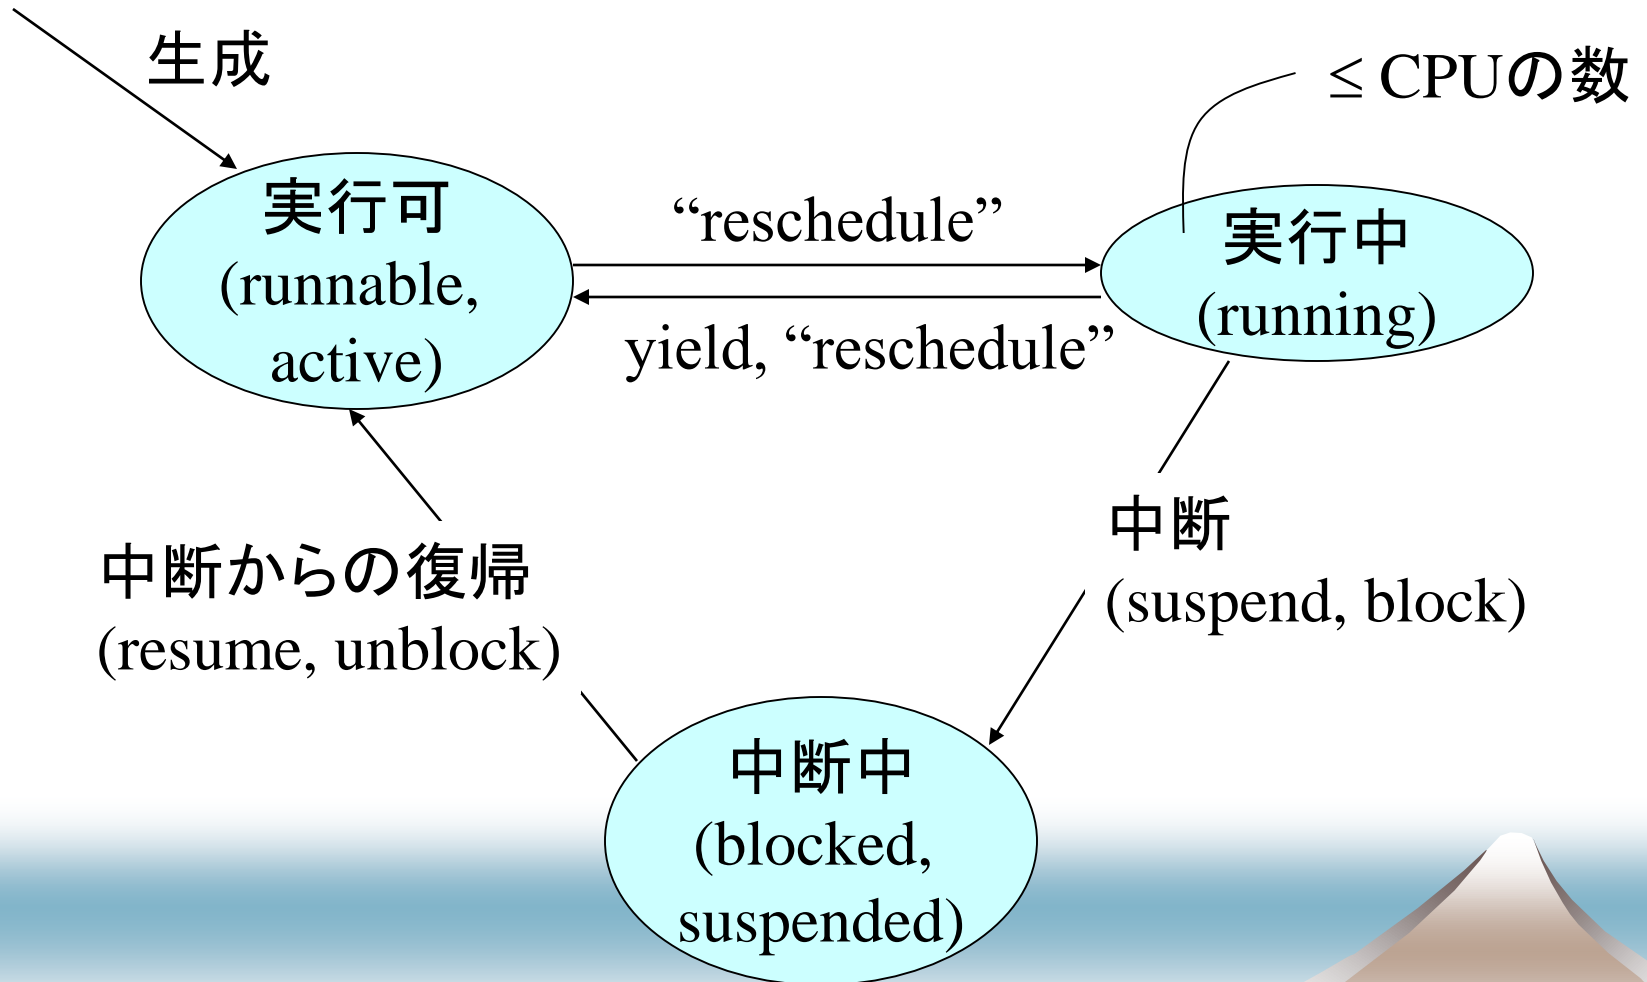 生成
≤ CPUの数
実行可
(runnable,
active)
“reschedule”
yield, “reschedule”
実行中
(running)
中断
(suspend, block)
中断からの復帰
(resume, unblock)
中断中
(blocked,
suspended)